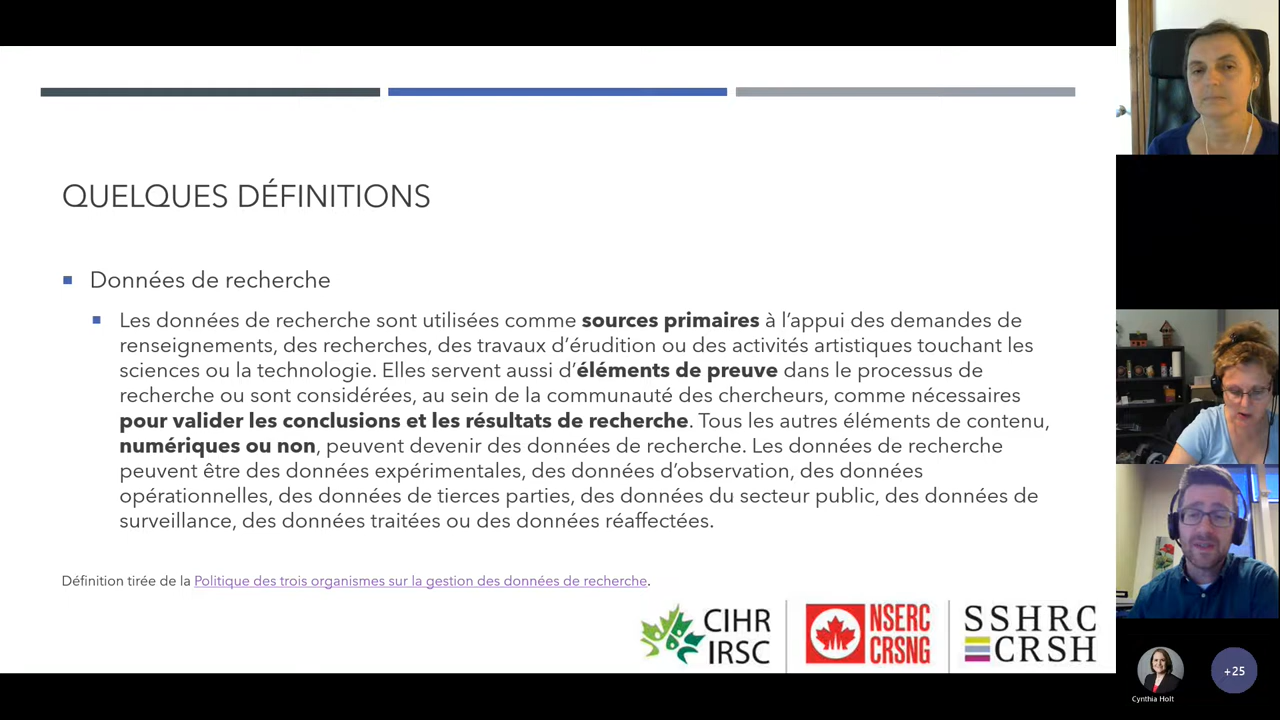 QUELQUES DÉFINITIONS
Données de recherche
Les données de recherche sont utilisées comme sources primaires à l’appui des demandes de
renseignements, des recherches, des travaux d’érudition ou des activités artistiques touchant les
sciences ou la technologie. Elles servent aussi d’éléments de preuve dans le processus de
recherche ou sont considérées, au sein de la communauté des chercheurs, comme nécessaires
pour valider les conclusions et les résultats de recherche. Tous les autres éléments de contenu,
numériques ou non, peuvent devenir des données de recherche. Les données de recherche
peuvent être des données expérimentales, des données d’observation, des données
opérationnelles, des données de tierces parties, des données du secteur public, des données de
surveillance, des données traitées ou des données réaffectées.
Définition tirée de la Politique des trois organismes sur la gestion des données de recherche.
CIHR
IRSC
NSERC
CRSNG
SSHRC
CRSH
+25
Cynthia Holt